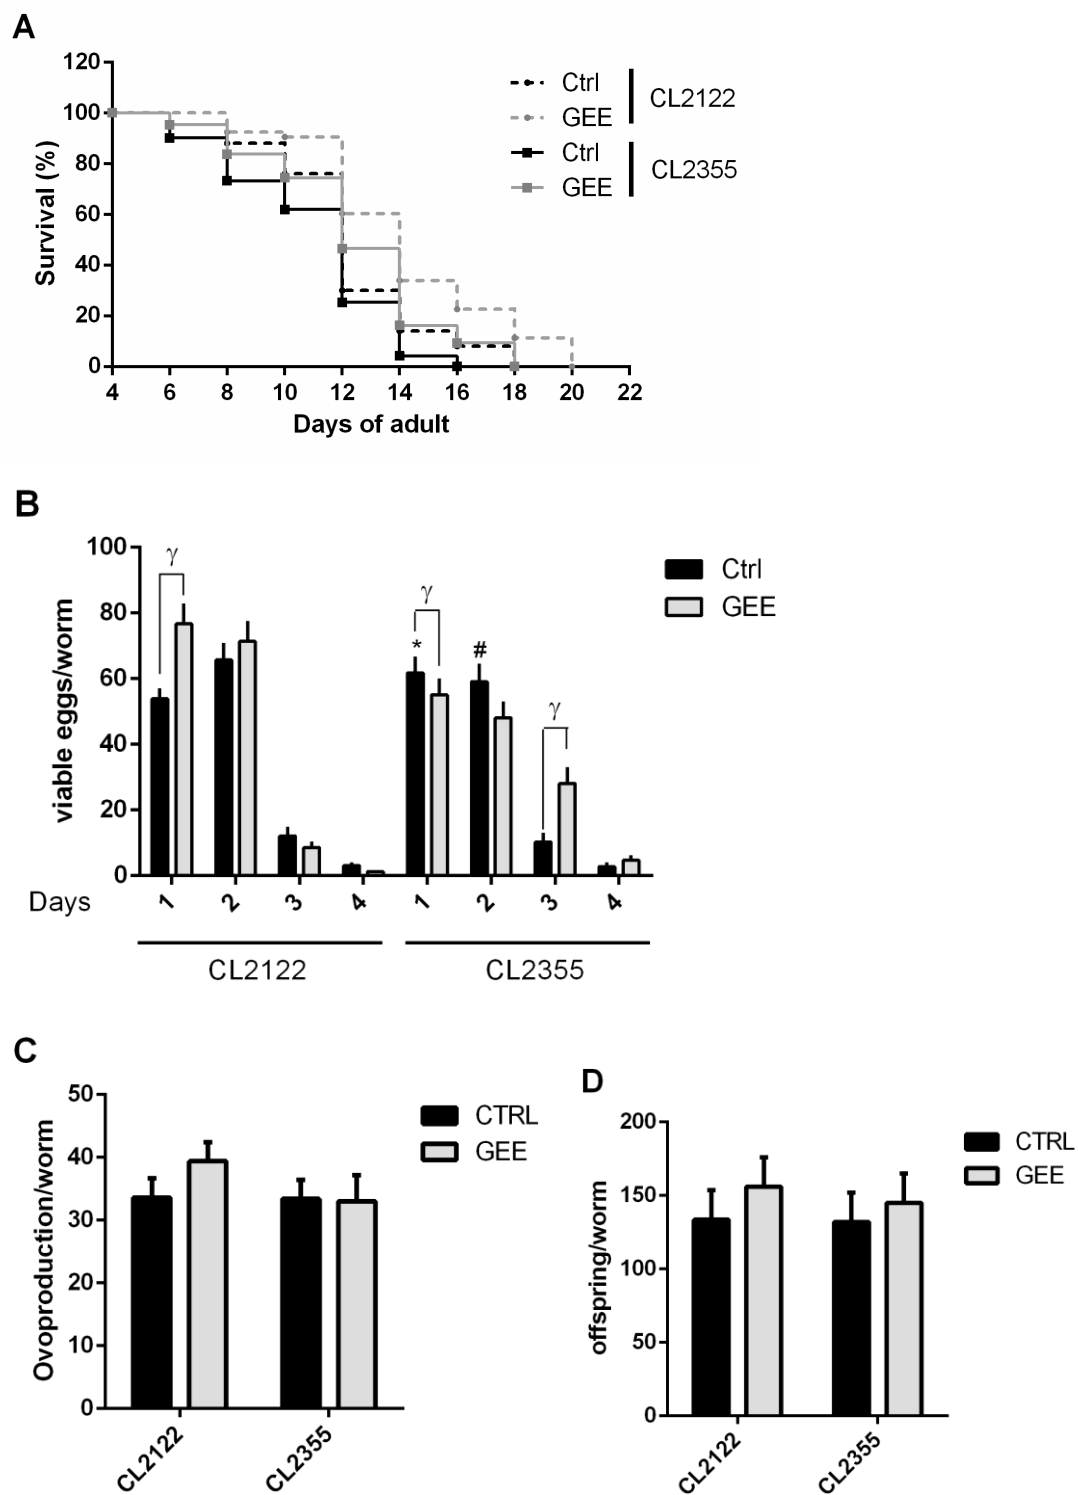 A
120
100
80
60
40
20
0
Survival (%)
4 6 8 10 12 14 16 18 20 22
Days of adult
Ctrl
GEE
CL2122
Ctrl
GEE
CL2355
B
100
80
60
40
20
0
viable eggs/worm
γ
γ
* #
γ
Ctrl
GEE
Days 1 2 3 4 1 2 3 4
CL2122 CL2355
C
50
40
30
20
10
0
Ovoproduction/worm
CTRL
GEE
CL2122 CL2355
D
200
150
100
50
0
offspring/worm
CTRL
GEE
CL2122 CL2355